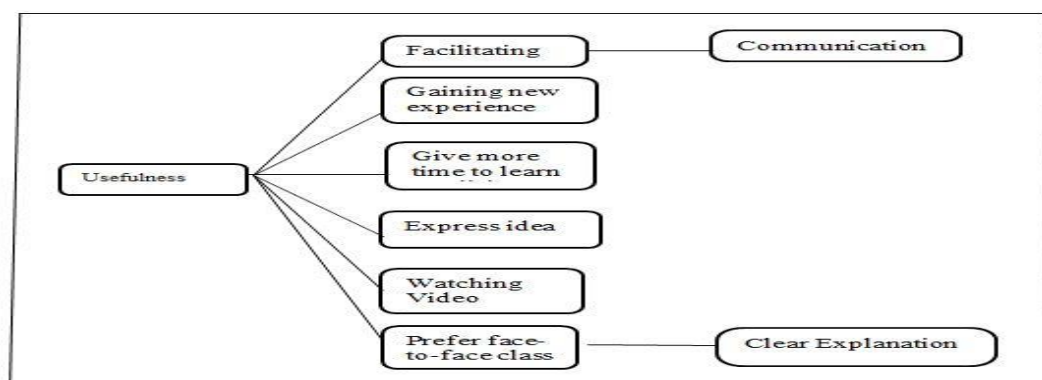 Facilitating
Communication
Gaining new
experience
Give more
time to learn
Usefulness
Express idea
Watching
Video
Prefer face-
to-face class
Clear Explanation